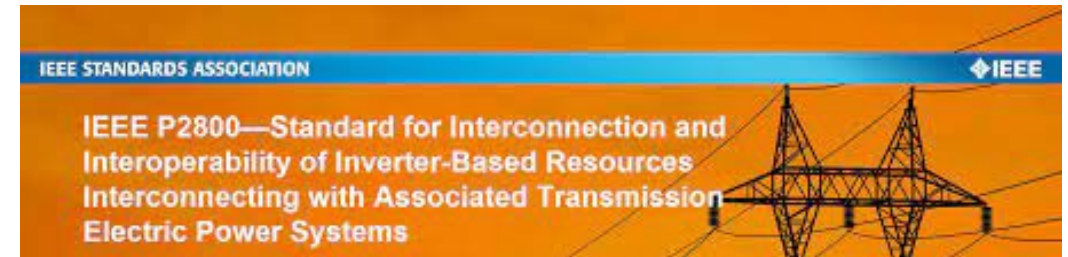 IEEE STANDARDS ASSOCIATION
IEEE
IEEE P2800—Standard for Interconnection and
Interoperability of Inverter-Based Resources
Interconnecting with Associated Transmission
Electric Power Systems